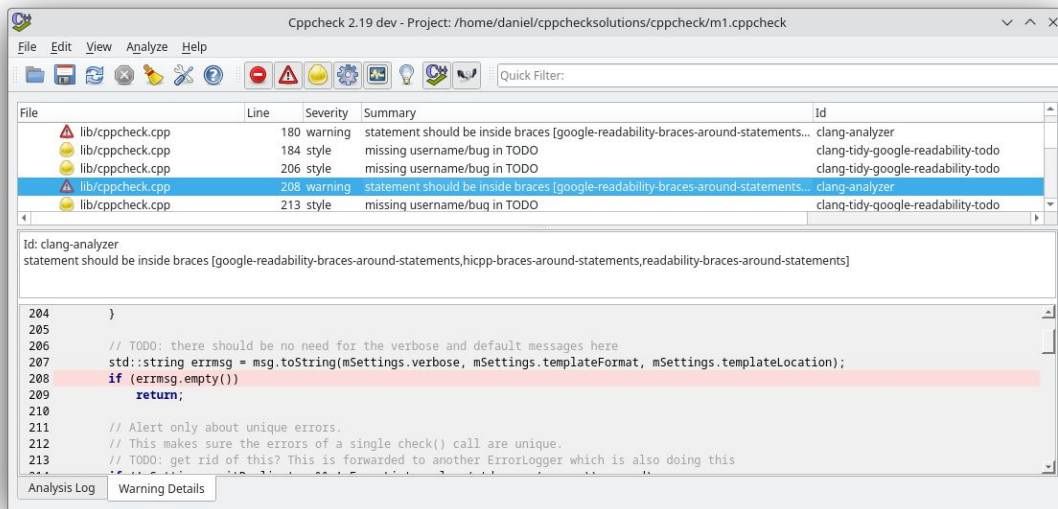 Cppcheck 2.19 dev - Project: /home/daniel/cppchecksolutions/cppcheck/m1.cppcheck
File Edit View Analyze Help
Quick Filter:
File Line Severity Summary Id
lib/cppcheck.cpp 180 warning statement should be inside braces [google-readability-braces-around-statements... clang-analyzer
lib/cppcheck.cpp 184 style missing username/bug in TODO clang-tidy-google-readability-todo
lib/cppcheck.cpp 206 style missing username/bug in TODO clang-tidy-google-readability-todo
lib/cppcheck.cpp 208 warning statement should be inside braces [google-readability-braces-around-statements... clang-analyzer
lib/cppcheck.cpp 213 style missing username/bug in TODO clang-tidy-google-readability-todo
Id: clang-analyzer
statement should be inside braces [google-readability-braces-around-statements,hicpp-braces-around-statements,readability-braces-around-statements]
204 }
205
206 // TODO: there should be no need for the verbose and default messages here
207 std::string errmsg = msg.toString(mSettings.verbose, mSettings.templateFormat, mSettings.templateLocation);
208 if (errmsg.empty())
209 return;
210
211 // Alert only about unique errors.
212 // This makes sure the errors of a single check() call are unique.
213 // TODO: get rid of this? This is forwarded to another ErrorLogger which is also doing this
Analysis Log Warning Details